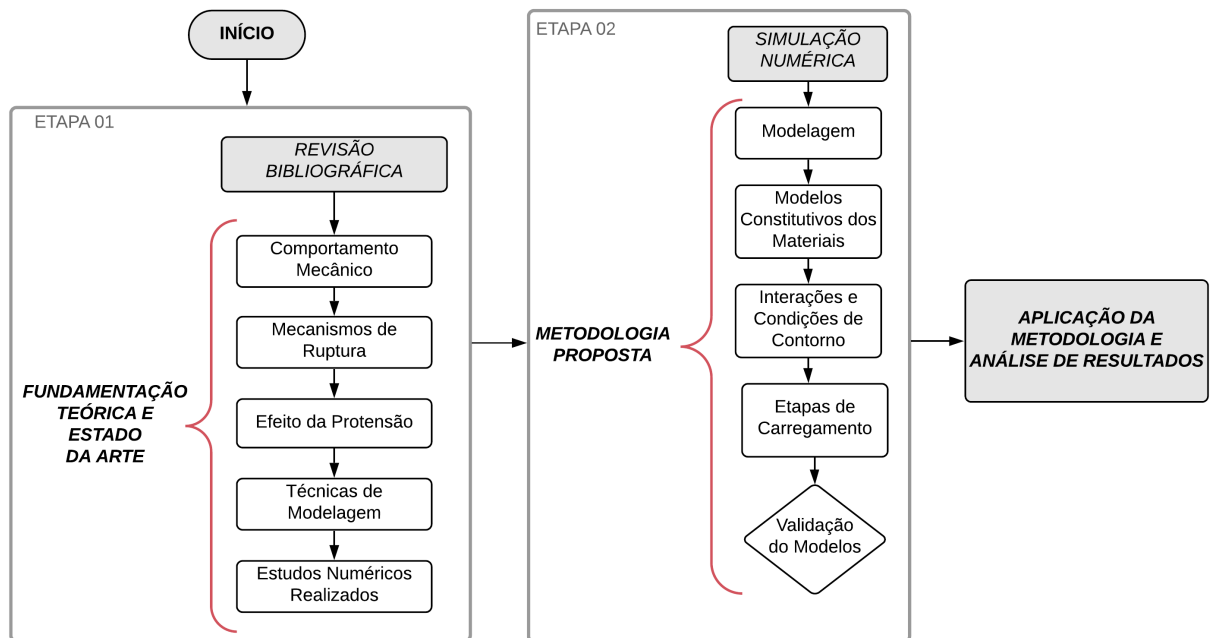 INÍCIO
ETAPA 01
REVISÃO
BIBLIOGRÁFICA
Comportamento
Mecânico
Mecanismos de
Ruptura
Efeito da Protensão
Técnicas de
Modelagem
Estudos Numéricos
Realizados
FUNDAMENTAÇÃO
TEÓRICA E
ESTADO
DA ARTE
ETAPA 02
SIMULAÇÃO
NUMÉRICA
Modelagem
Modelos
Constitutivos dos
Materiais
Interações e
Condições de
Contorno
Etapas de
Carregamento
Validação
do Modelos
METODOLOGIA
PROPOSTA
APLICAÇÃO DA
METODOLOGIA E
ANÁLISE DE RESULTADOS